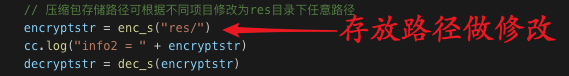 // 压缩包存储路径可根据不同项目修改为res目录下任意路径
encryptstr = enc_s("res/")
存放路径做修改
cc.log("info2 = " + encryptstr)
decryptstr = dec_s(encryptstr)